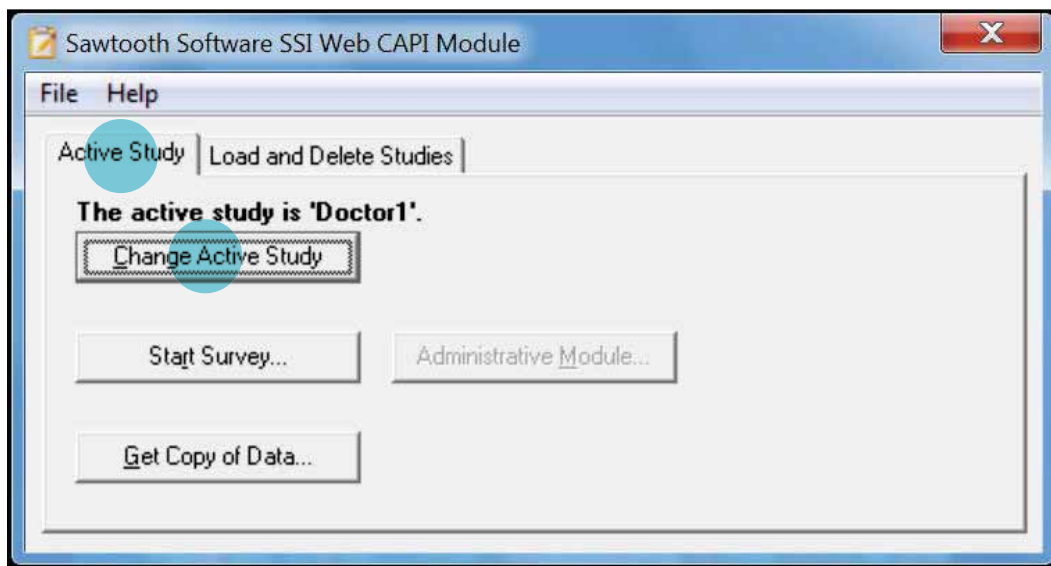 Sawtooth Software SSI Web CAPI Module
File Help
Active Study Load and Delete Studies
The active study is 'Doctor1'.
Change Active Study
Start Survey... Administrative Module...
Get Copy of Data...